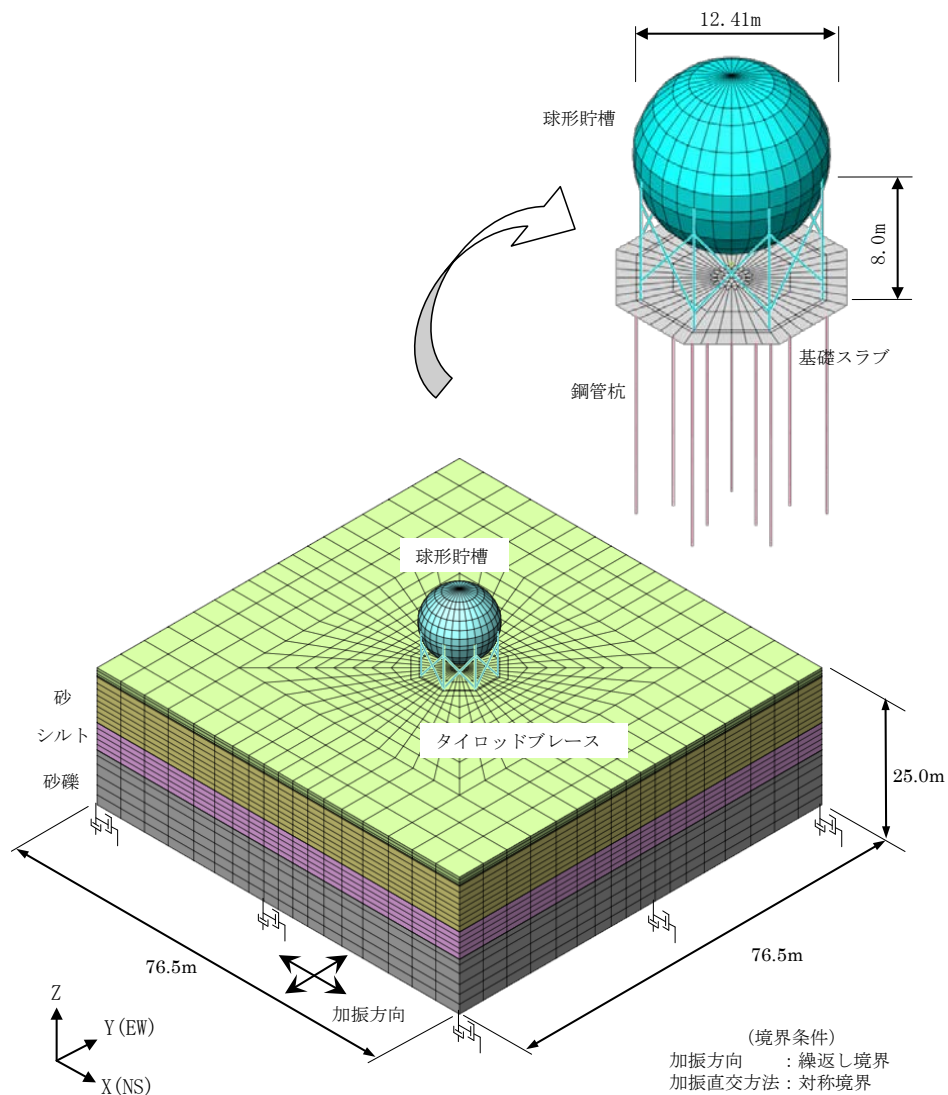 12.41m
球形貯槽
8.0m
基礎スラブ
鋼管杭
球形貯槽
砂
シルト
タイロッドブレース
砂礫
25.0m
76.5m
76.5m
加振方向
Z
Y(EW)
X(NS)
(境界条件)
加振方向　　：繰返し境界
加振直交方法：対称境界